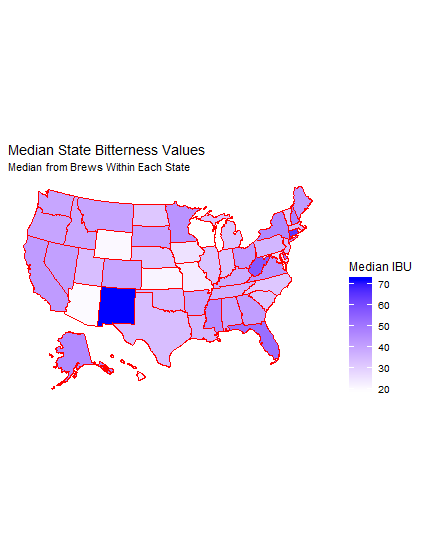 Median State Bitterness Values
Median from Brews Within Each State
Median IBU
70
60
50
40
30
20